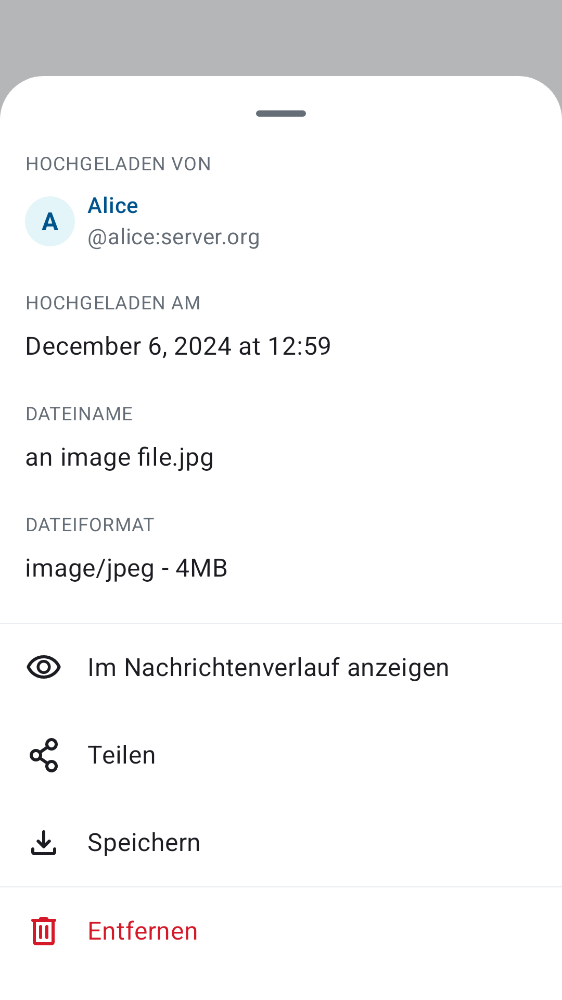 HOCHGELADEN VON
A
Alice
@alice:server.org
HOCHGELADEN AM
December 6, 2024 at 12:59
DATEINAME
an image file.jpg
DATEIFORMAT
image/jpeg - 4MB
Im Nachrichtenverlauf anzeigen
Teilen
Speichern
Entfernen